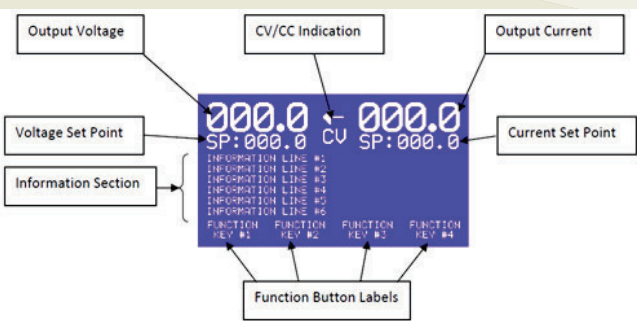 Output Voltage
CV/CC Indication
Output Current
000.0 000.0
SP:000.0 CV SP:000.0
Voltage Set Point
Current Set Point
Information Section
INFORMATION LINE #1
INFORMATION LINE #2
INFORMATION LINE #3
INFORMATION LINE #4
INFORMATION LINE #5
INFORMATION LINE #6
FUNCTION FUNCTION FUNCTION FUNCTION
KEY #1 KEY #2 KEY #3 KEY #4
Function Button Labels